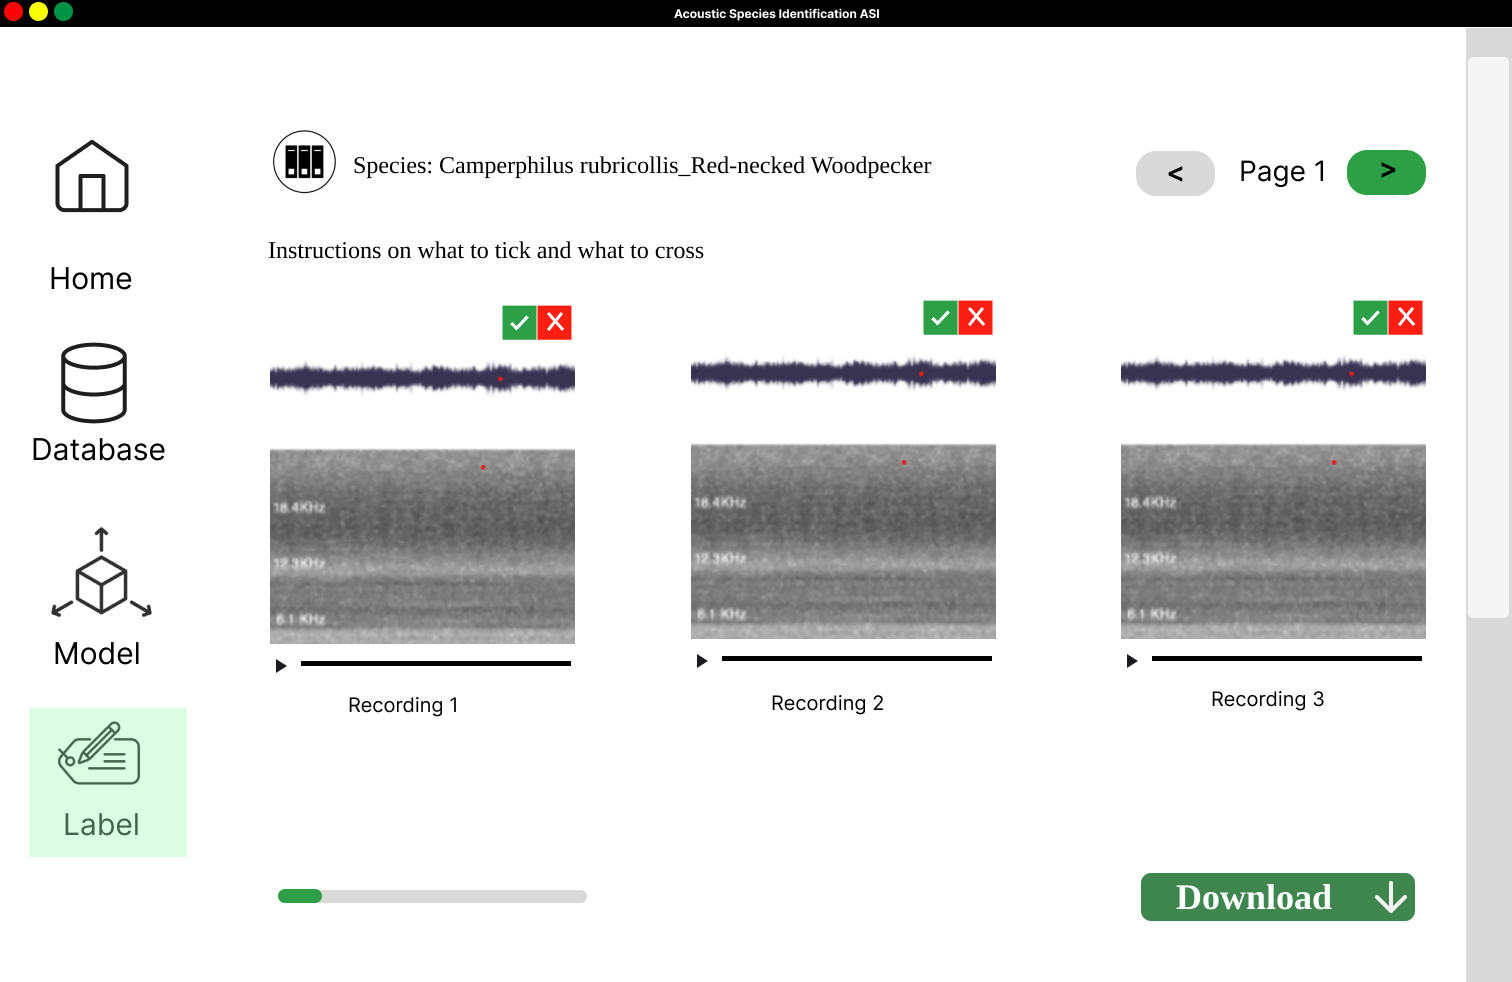 Acoustic Species Identification ASI
Species: Camperphilus rubricollis_Red-necked Woodpecker
< Page 1 >
Instructions on what to tick and what to cross
Home
Database
Model
Label
18.4KHz
12.3KHz
6.1 KHz
Recording 1
18.4KHz
12.3KHz
6.1 KHz
Recording 2
18.4KHz
12.3KHz
6.1 KHz
Recording 3
Download